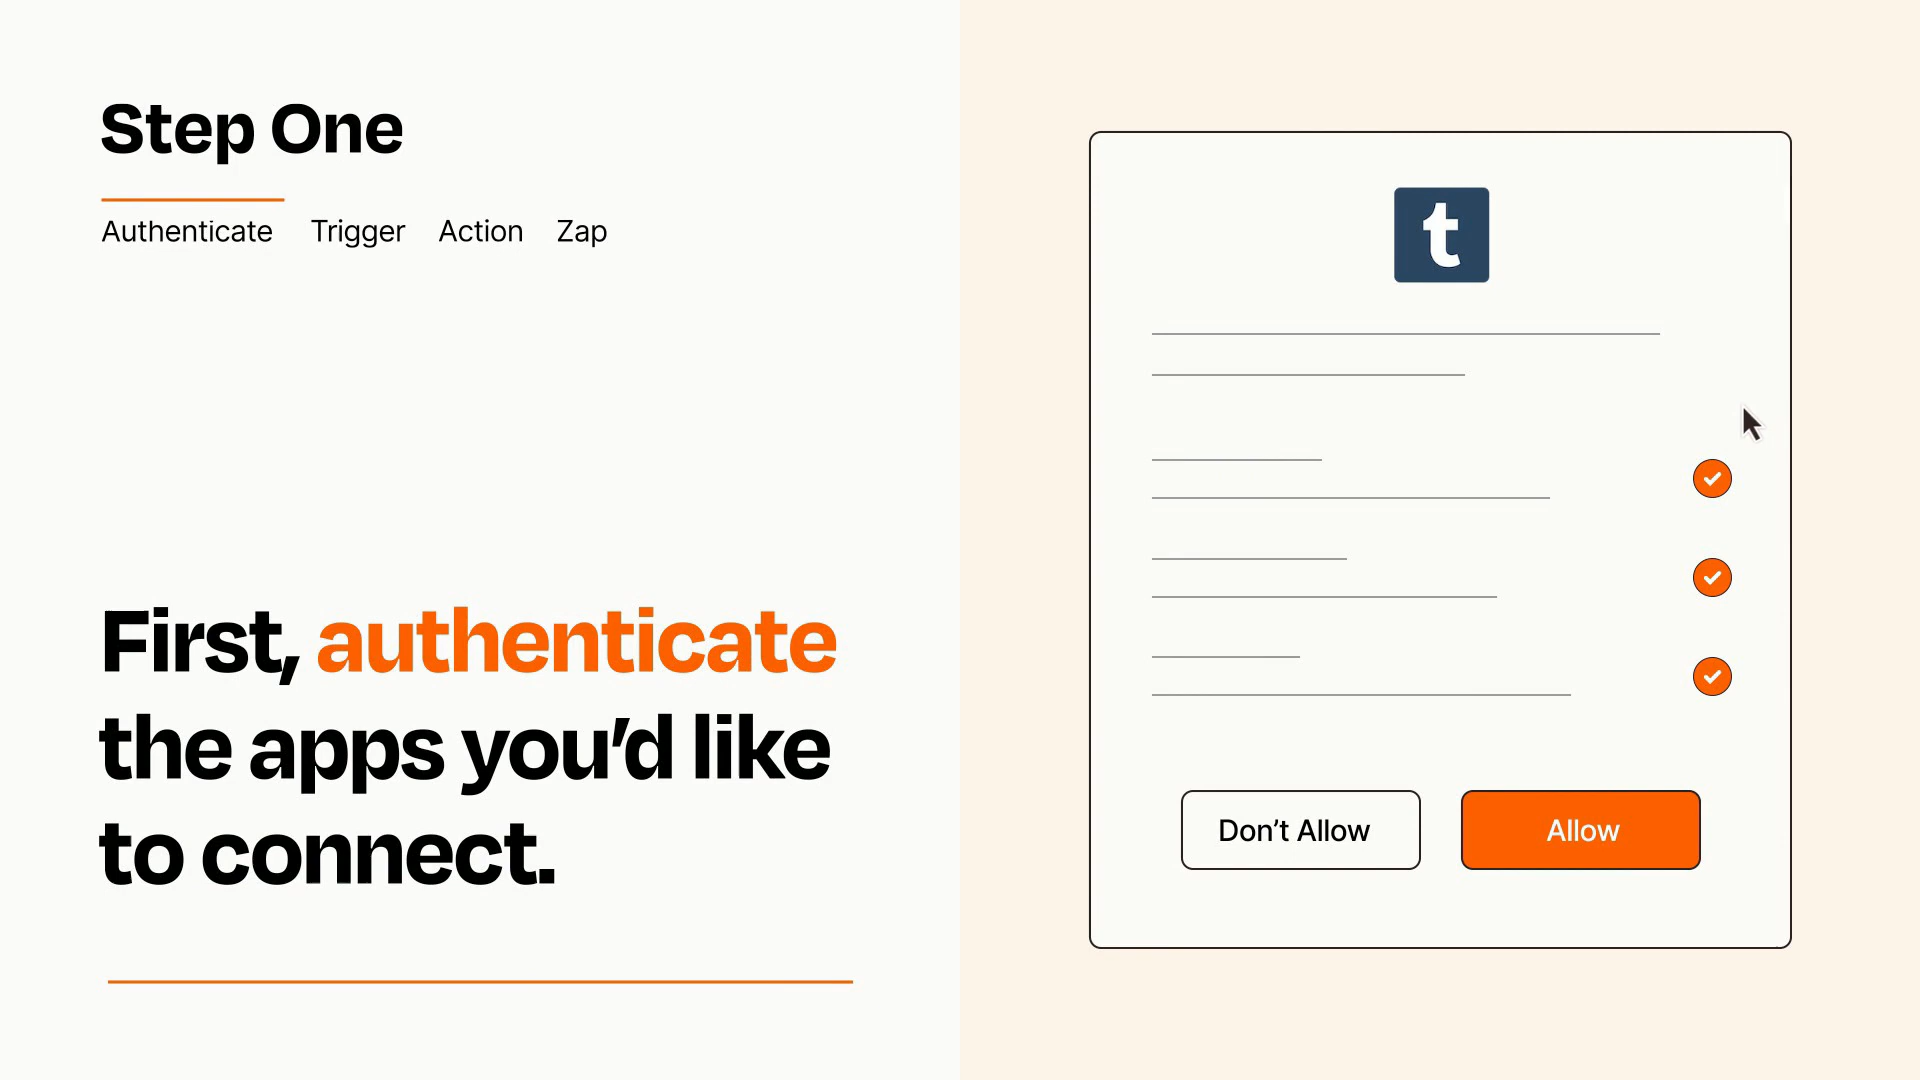 Step One
Authenticate Trigger Action Zap
First, authenticate
the apps you’d like
to connect.
t
Don’t Allow Allow